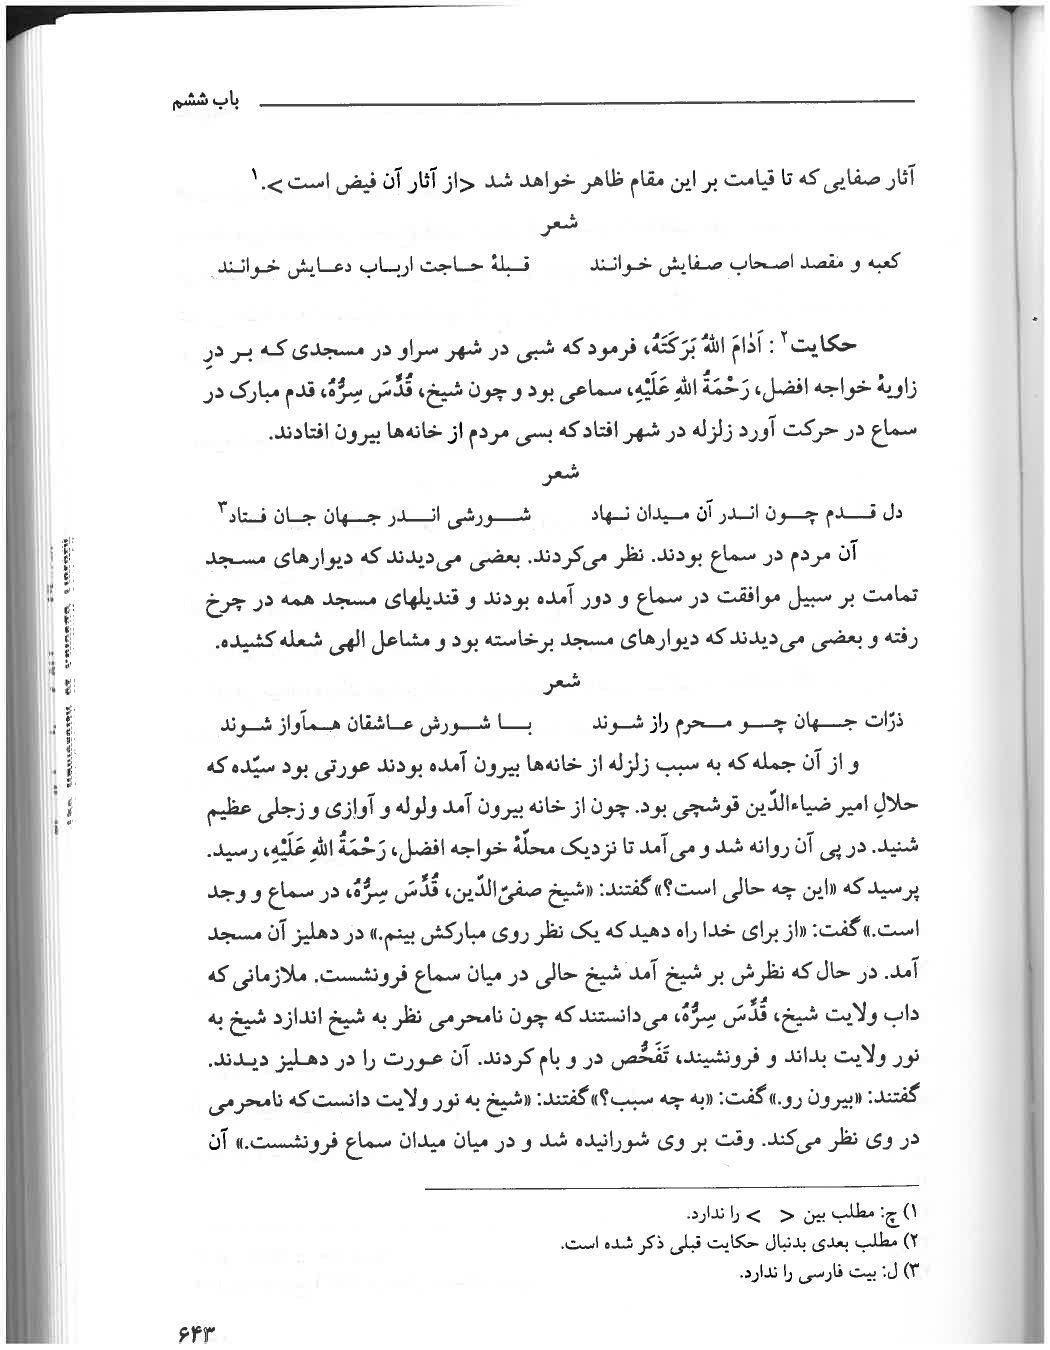 باب ششم
آثار صفایی که تا قیامت بر این مقام ظاهر خواهد شد <از آثار آن فیض است>.۱
شعر
کعبه و مقصد اصحاب صفایش خوانند قبلهٔ حاجت ارباب دعایش خوانند
حکایت۲: اَدٰامَ اللهُ بَرَکَتَهُ، فرمود که شبی در شهر سراو در مسجدی که بر درِ
زاویهٔ خواجه افضل، رَحْمَةُ اللهِ عَلَیْهِ، سماعی بود و چون شیخ، قُدِّسَ سِرُّهُ، قدم مبارک در
سماع در حرکت آورد زلزله در شهر افتاد که بسی مردم از خانه‌ها بیرون افتادند.
شعر
دل قدم چون اندر آن میدان نهاد شورشی اندر جهان جان فتاد۳
آن مردم در سماع بودند. نظر می‌کردند. بعضی می‌دیدند که دیوارهای مسجد
تمامت بر سبیل موافقت در سماع و دور آمده بودند و قندیلهای مسجد همه در چرخ
رفته و بعضی می‌دیدند که دیوارهای مسجد برخاسته بود و مشاعل الهی شعله کشیده.
شعر
ذرّات جهان چو محرم راز شوند با شورش عاشقان هم‌آواز شوند
و از آن جمله که به سبب زلزله از خانه‌ها بیرون آمده بودند عورتی بود سیّده که
حلالِ امیر ضیاءالدّین قوشچی بود. چون از خانه بیرون آمد ولوله و آوازی و زجلی عظیم
شنید. در پی آن روانه شد و می‌آمد تا نزدیک محلّهٔ خواجه افضل، رَحْمَةُ اللهِ عَلَیْهِ، رسید.
پرسید که «این چه حالی است؟» گفتند: «شیخ صفیّ‌الدّین، قُدِّسَ سِرُّهُ، در سماع و وجد
است.» گفت: «از برای خدا راه دهید که یک نظر روی مبارکش بینم.» در دهلیز آن مسجد
آمد. در حال که نظرش بر شیخ آمد شیخ حالی در میان سماع فرونشست. ملازمانی که
داب ولایت شیخ، قُدِّسَ سِرُّهُ، می‌دانستند که چون نامحرمی نظر به شیخ اندازد شیخ به
نور ولایت بداند و فرونشیند، تَفَحُّص در و بام کردند. آن عورت را در دهلیز دیدند.
گفتند: «بیرون رو.» گفت: «به چه سبب؟» گفتند: «شیخ به نور ولایت دانست که نامحرمی
در وی نظر می‌کند. وقت بر وی شورانیده شد و در میان میدان سماع فرونشست.» آن
۱) چ: مطلب بین < > را ندارد.
۲) مطلب بعدی بدنبال حکایت قبلی ذکر شده است.
۳) ل: بیت فارسی را ندارد.
۶۴۳